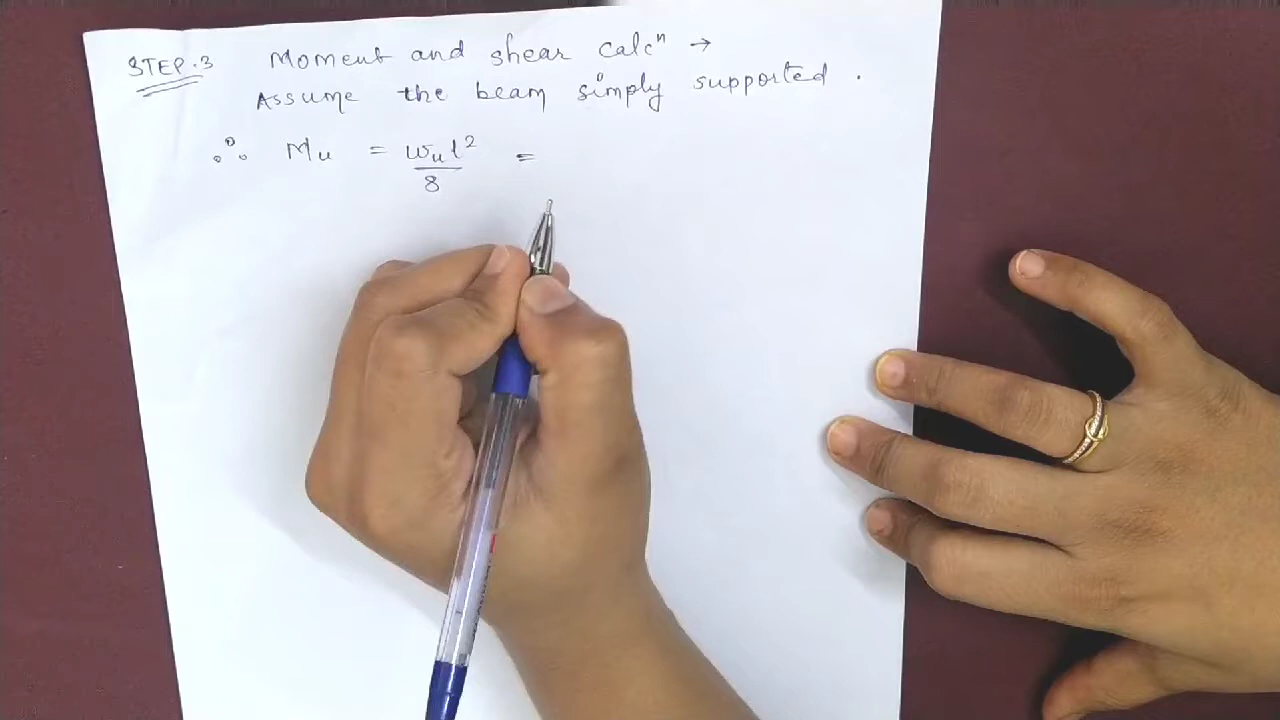 STEP.3 Moment and shear calcⁿ →
Assume the beam simply supported .
∴ Mu = wul²/8 =